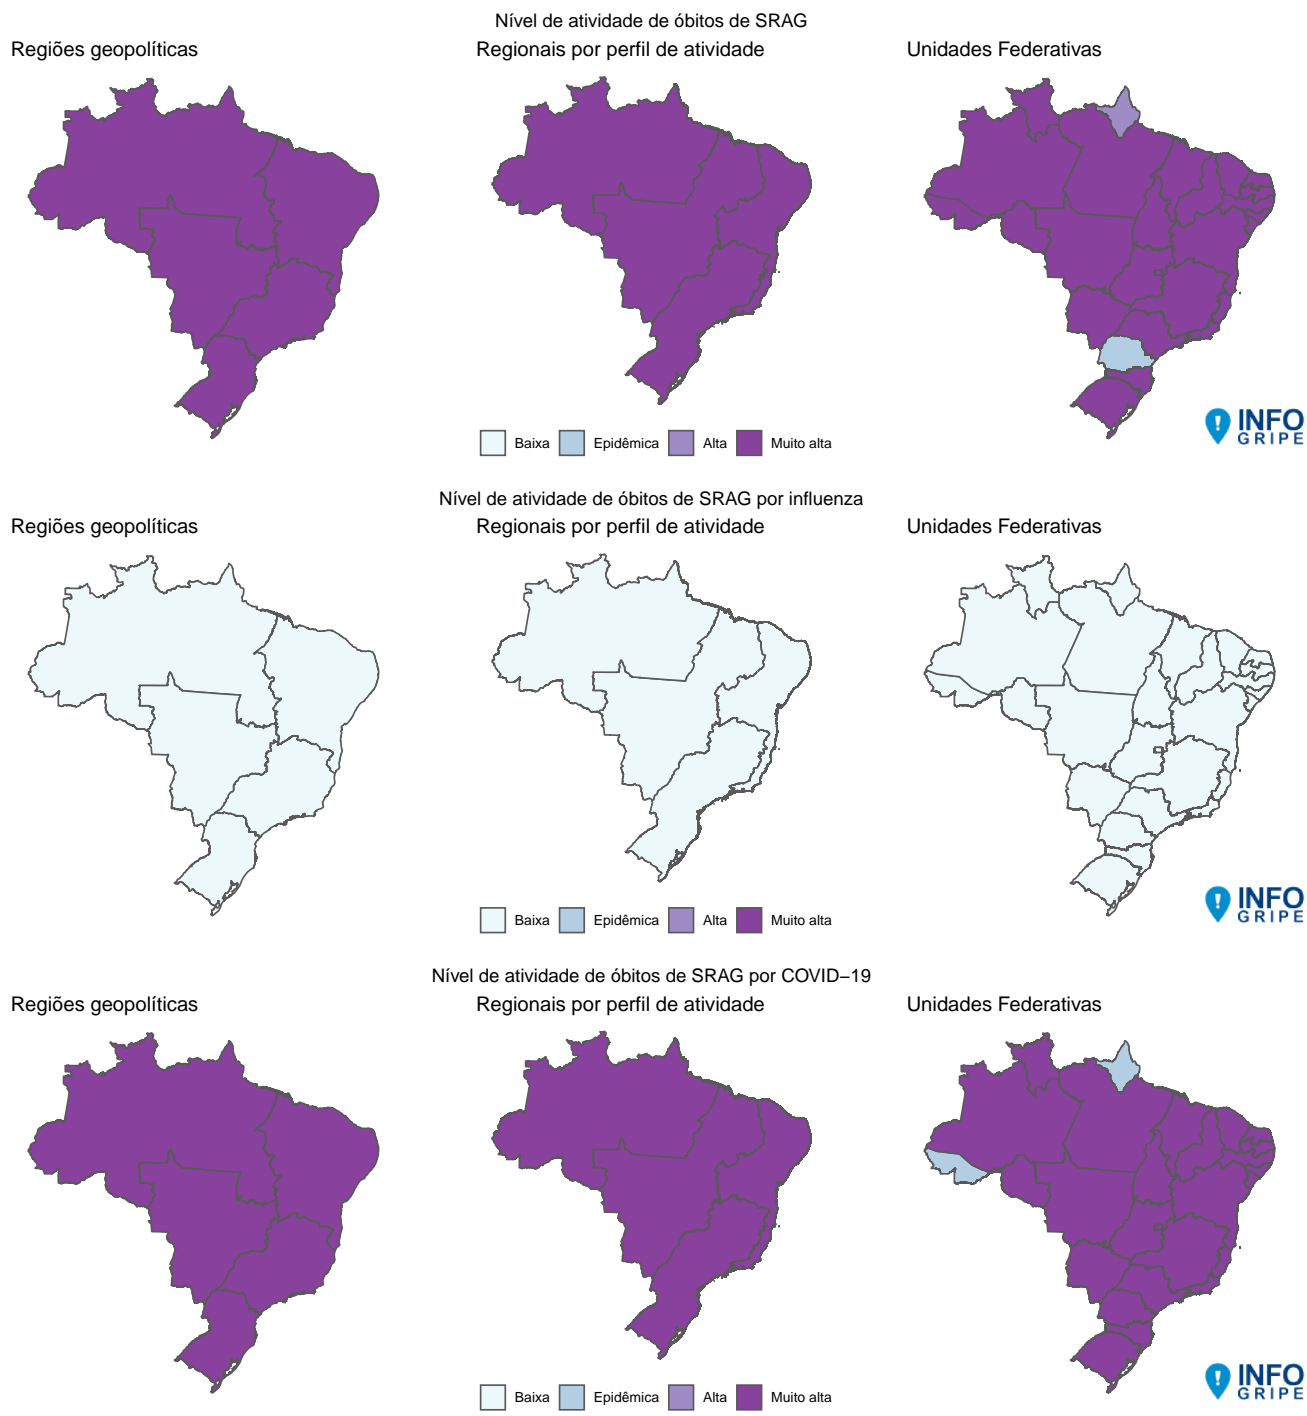 Nível de atividade de óbitos de SRAG
Regiões geopolíticas
Regionais por perfil de atividade
Unidades Federativas
Baixa
Epidêmica
Alta
Muito alta
INFO
GRIPE
Nível de atividade de óbitos de SRAG por influenza
Regiões geopolíticas
Regionais por perfil de atividade
Unidades Federativas
Baixa
Epidêmica
Alta
Muito alta
INFO
GRIPE
Nível de atividade de óbitos de SRAG por COVID−19
Regiões geopolíticas
Regionais por perfil de atividade
Unidades Federativas
Baixa
Epidêmica
Alta
Muito alta
INFO
GRIPE